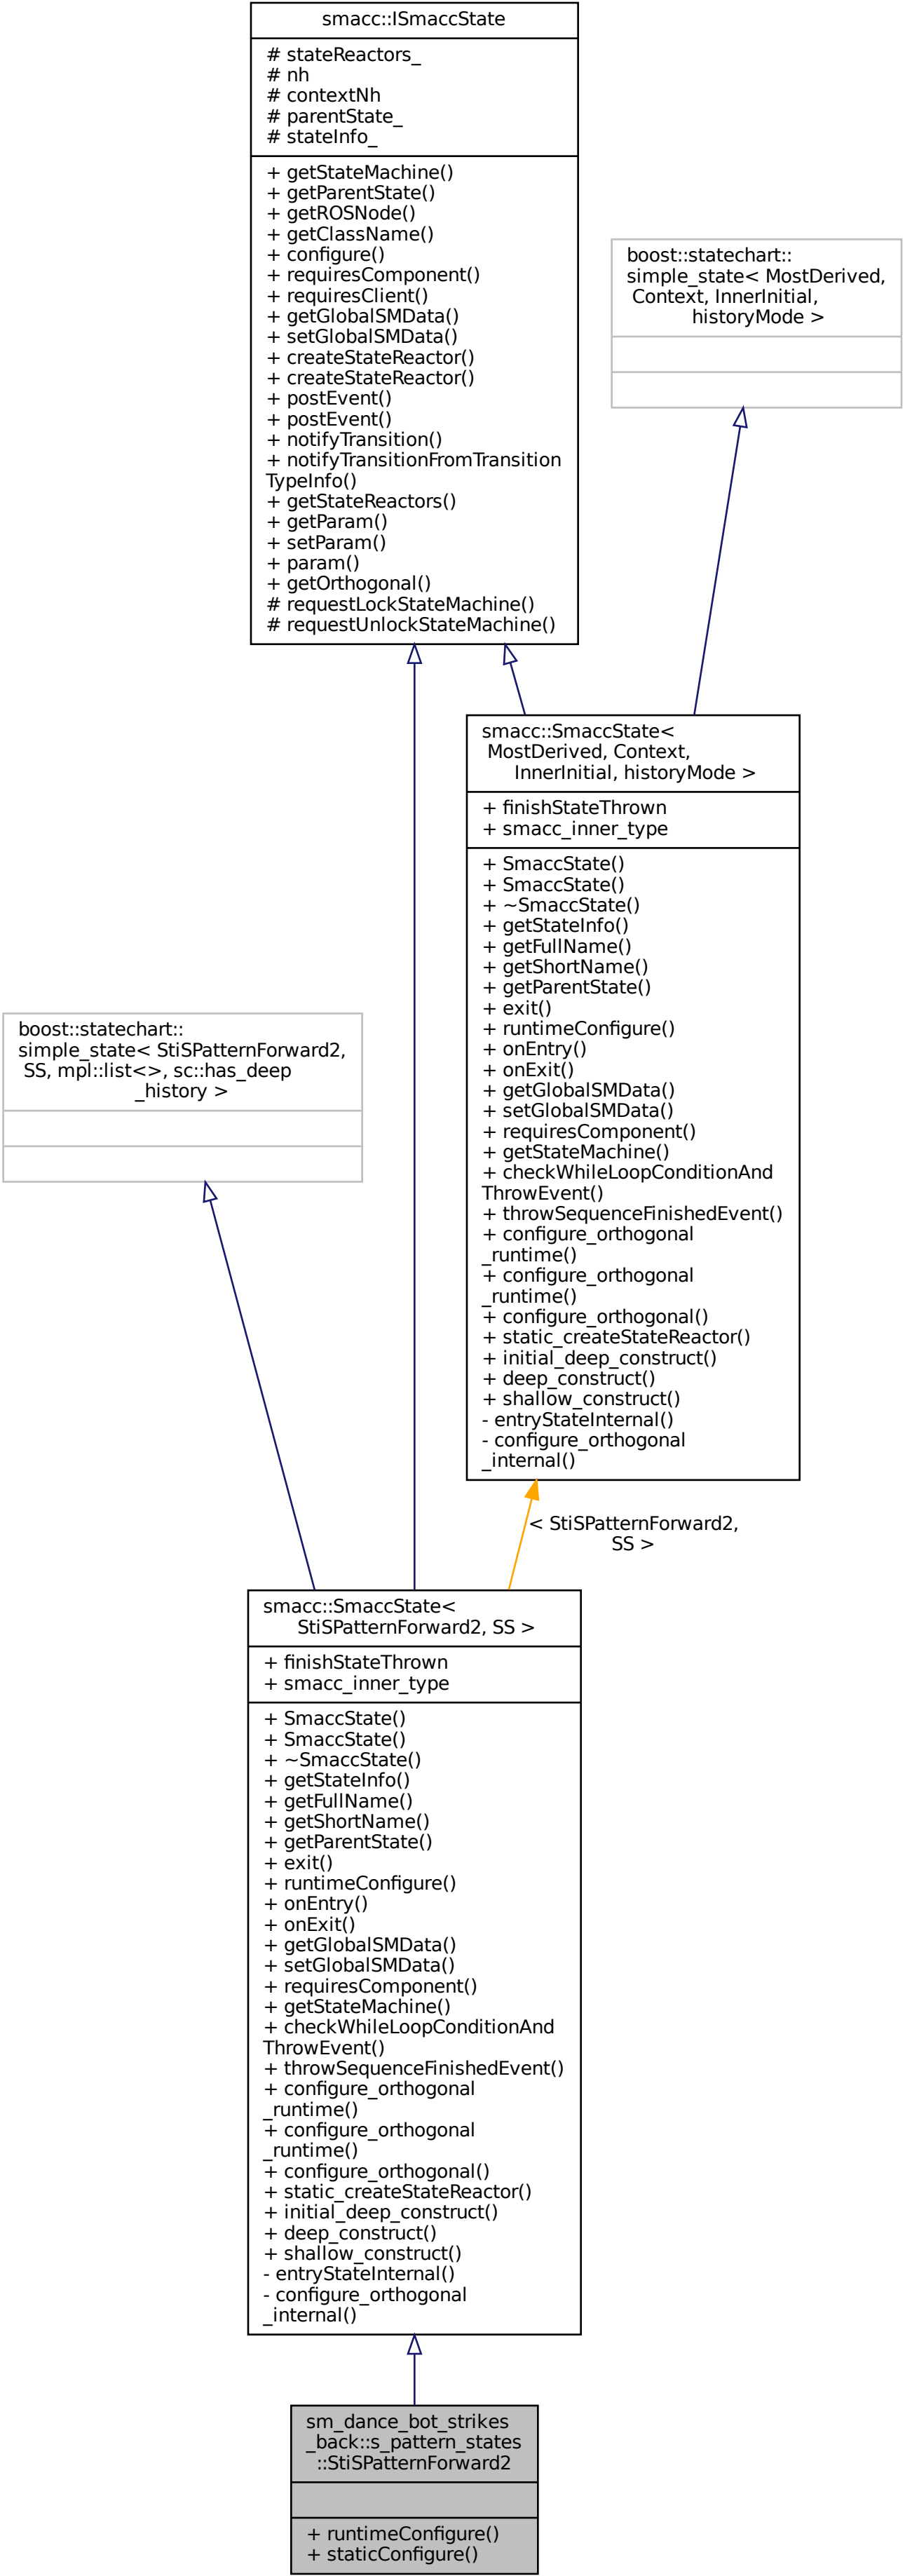 smacc::ISmaccState
# stateReactors_
# nh
# contextNh
# parentState_
# stateInfo_
+ getStateMachine()
+ getParentState()
+ getROSNode()
+ getClassName()
+ configure()
+ requiresComponent()
+ requiresClient()
+ getGlobalSMData()
+ setGlobalSMData()
+ createStateReactor()
+ createStateReactor()
+ postEvent()
+ postEvent()
+ notifyTransition()
+ notifyTransitionFromTransition
TypeInfo()
+ getStateReactors()
+ getParam()
+ setParam()
+ param()
+ getOrthogonal()
# requestLockStateMachine()
# requestUnlockStateMachine()
boost::statechart::
simple_state< MostDerived,
Context, InnerInitial,
historyMode >
smacc::SmaccState<
MostDerived, Context,
InnerInitial, historyMode >
+ finishStateThrown
+ smacc_inner_type
+ SmaccState()
+ SmaccState()
+ ~SmaccState()
+ getStateInfo()
+ getFullName()
+ getShortName()
+ getParentState()
+ exit()
+ runtimeConfigure()
+ onEntry()
+ onExit()
+ getGlobalSMData()
+ setGlobalSMData()
+ requiresComponent()
+ getStateMachine()
+ checkWhileLoopConditionAnd
ThrowEvent()
+ throwSequenceFinishedEvent()
+ configure_orthogonal
_runtime()
+ configure_orthogonal
_runtime()
+ configure_orthogonal()
+ static_createStateReactor()
+ initial_deep_construct()
+ deep_construct()
+ shallow_construct()
- entryStateInternal()
- configure_orthogonal
_internal()
boost::statechart::
simple_state< StiSPatternForward2,
SS, mpl::list<>, sc::has_deep
_history >
< StiSPatternForward2,
SS >
smacc::SmaccState<
StiSPatternForward2, SS >
+ finishStateThrown
+ smacc_inner_type
+ SmaccState()
+ SmaccState()
+ ~SmaccState()
+ getStateInfo()
+ getFullName()
+ getShortName()
+ getParentState()
+ exit()
+ runtimeConfigure()
+ onEntry()
+ onExit()
+ getGlobalSMData()
+ setGlobalSMData()
+ requiresComponent()
+ getStateMachine()
+ checkWhileLoopConditionAnd
ThrowEvent()
+ throwSequenceFinishedEvent()
+ configure_orthogonal
_runtime()
+ configure_orthogonal
_runtime()
+ configure_orthogonal()
+ static_createStateReactor()
+ initial_deep_construct()
+ deep_construct()
+ shallow_construct()
- entryStateInternal()
- configure_orthogonal
_internal()
sm_dance_bot_strikes
_back::s_pattern_states
::StiSPatternForward2
+ runtimeConfigure()
+ staticConfigure()